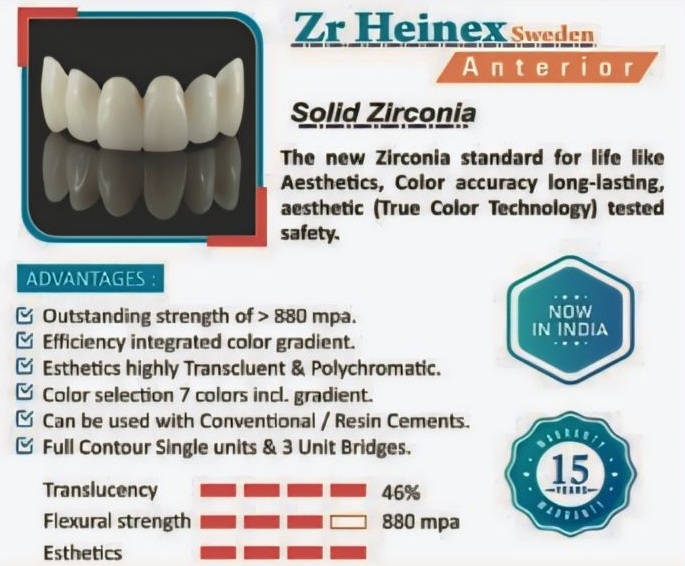 Zr Heinex Sweden
Anterior
Solid Zirconia
The new Zirconia standard for life like
Aesthetics, Color accuracy long-lasting,
aesthetic (True Color Technology) tested
safety.
ADVANTAGES :
Outstanding strength of > 880 mpa.
Efficiency integrated color gradient.
Esthetics highly Transcluent & Polychromatic.
Color selection 7 colors incl. gradient.
Can be used with Conventional / Resin Cements.
Full Contour Single units & 3 Unit Bridges.
NOW
IN INDIA
WARRANTY
15
YEARS
WARRANTY
Translucency 46%
Flexural strength 880 mpa
Esthetics